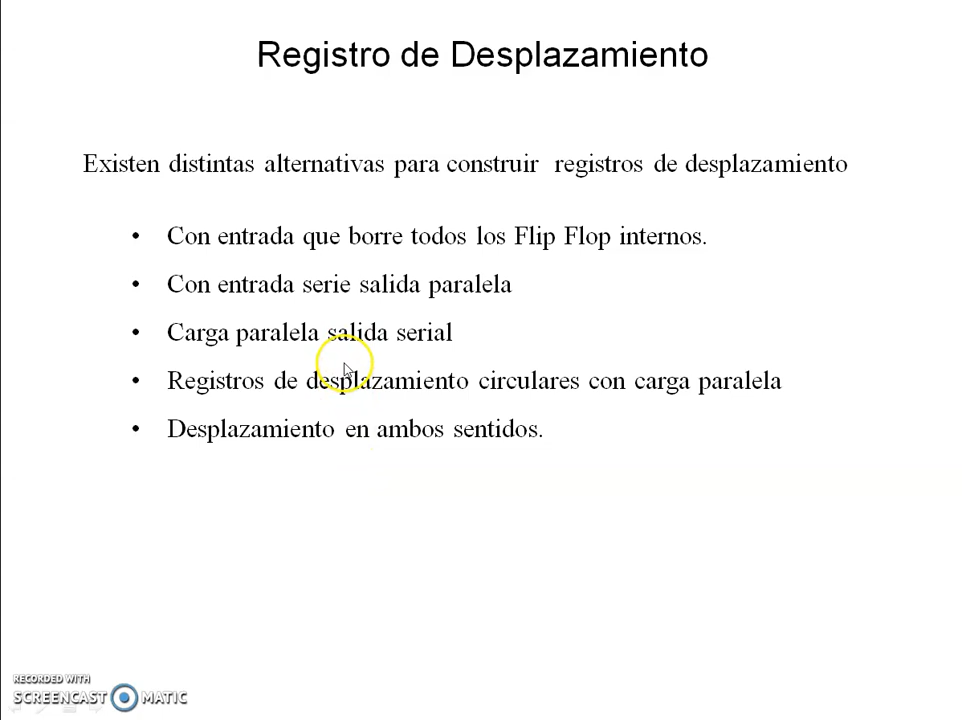 Registro de Desplazamiento
Existen distintas alternativas para construir registros de desplazamiento
• Con entrada que borre todos los Flip Flop internos.
• Con entrada serie salida paralela
• Carga paralela salida serial
• Registros de desplazamiento circulares con carga paralela
• Desplazamiento en ambos sentidos.
RECORDED WITH
SCREENCAST MATIC